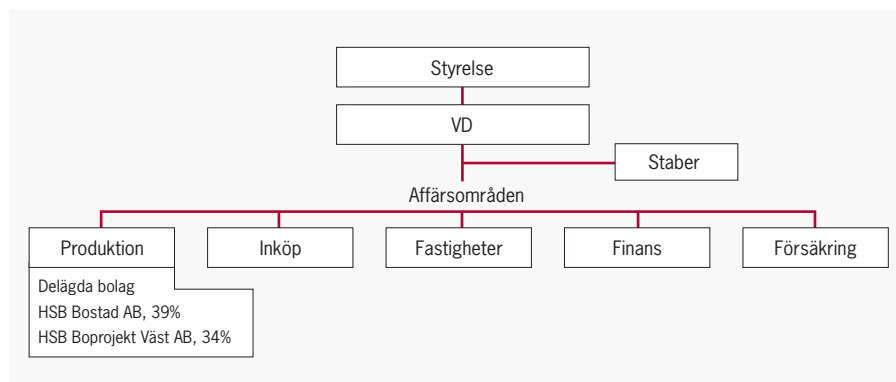 Styrelse
VD
Staber
Affärsområden
Produktion
Inköp
Fastigheter
Finans
Försäkring
Delägda bolag
HSB Bostad AB, 39%
HSB Boprojekt Väst AB, 34%